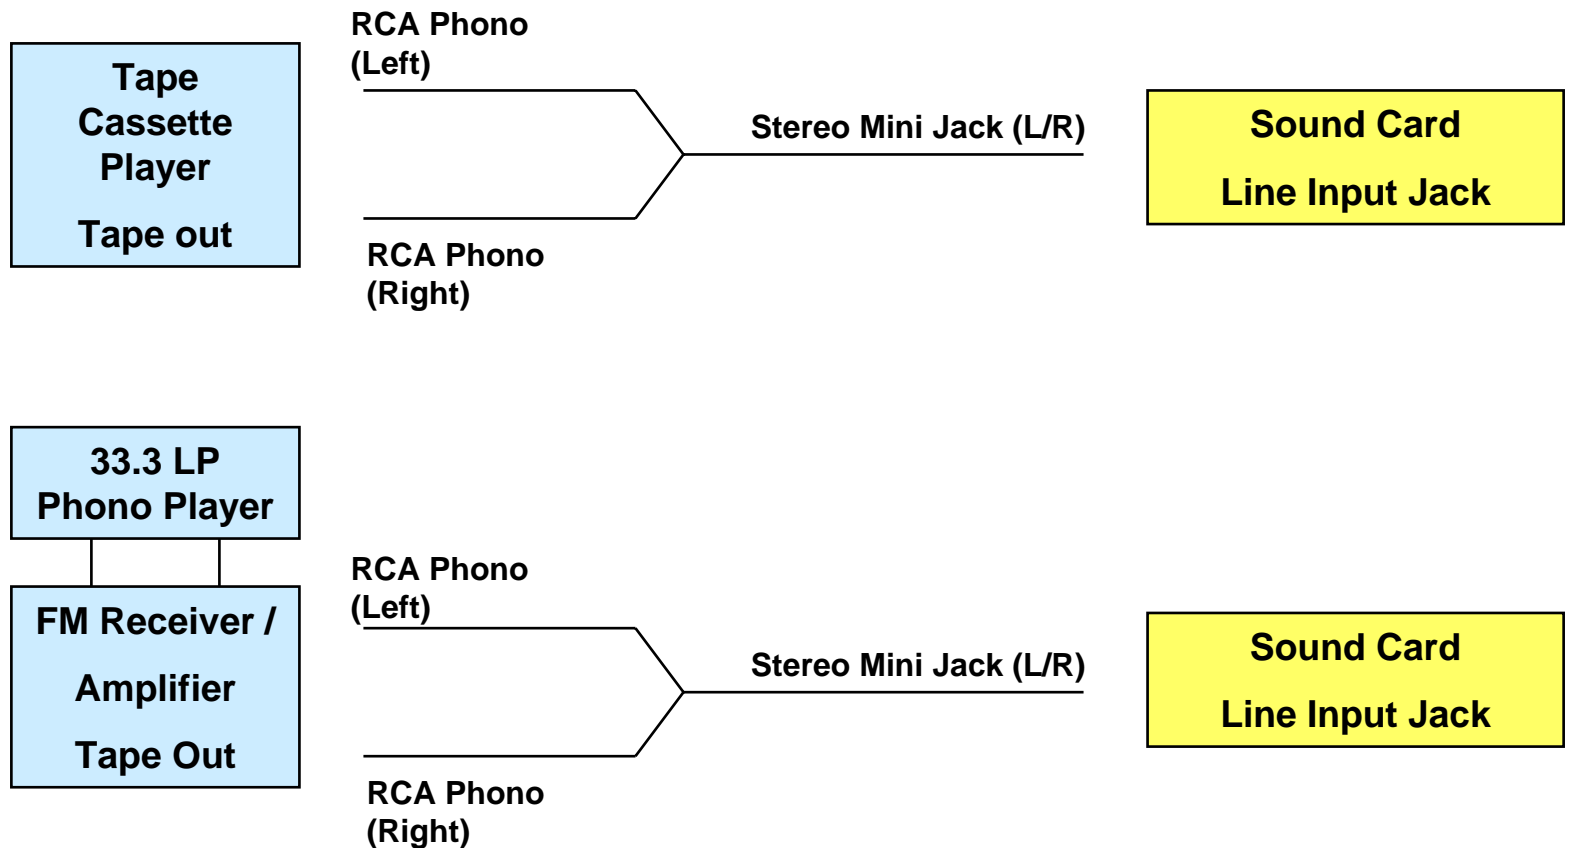 RCA Phono
(Left)
Tape
Cassette
Player
Tape out
Stereo Mini Jack (L/R)
Sound Card
Line Input Jack
RCA Phono
(Right)
33.3 LP
Phono Player
FM Receiver /
Amplifier
Tape Out
RCA Phono
(Left)
Stereo Mini Jack (L/R)
Sound Card
Line Input Jack
RCA Phono
(Right)